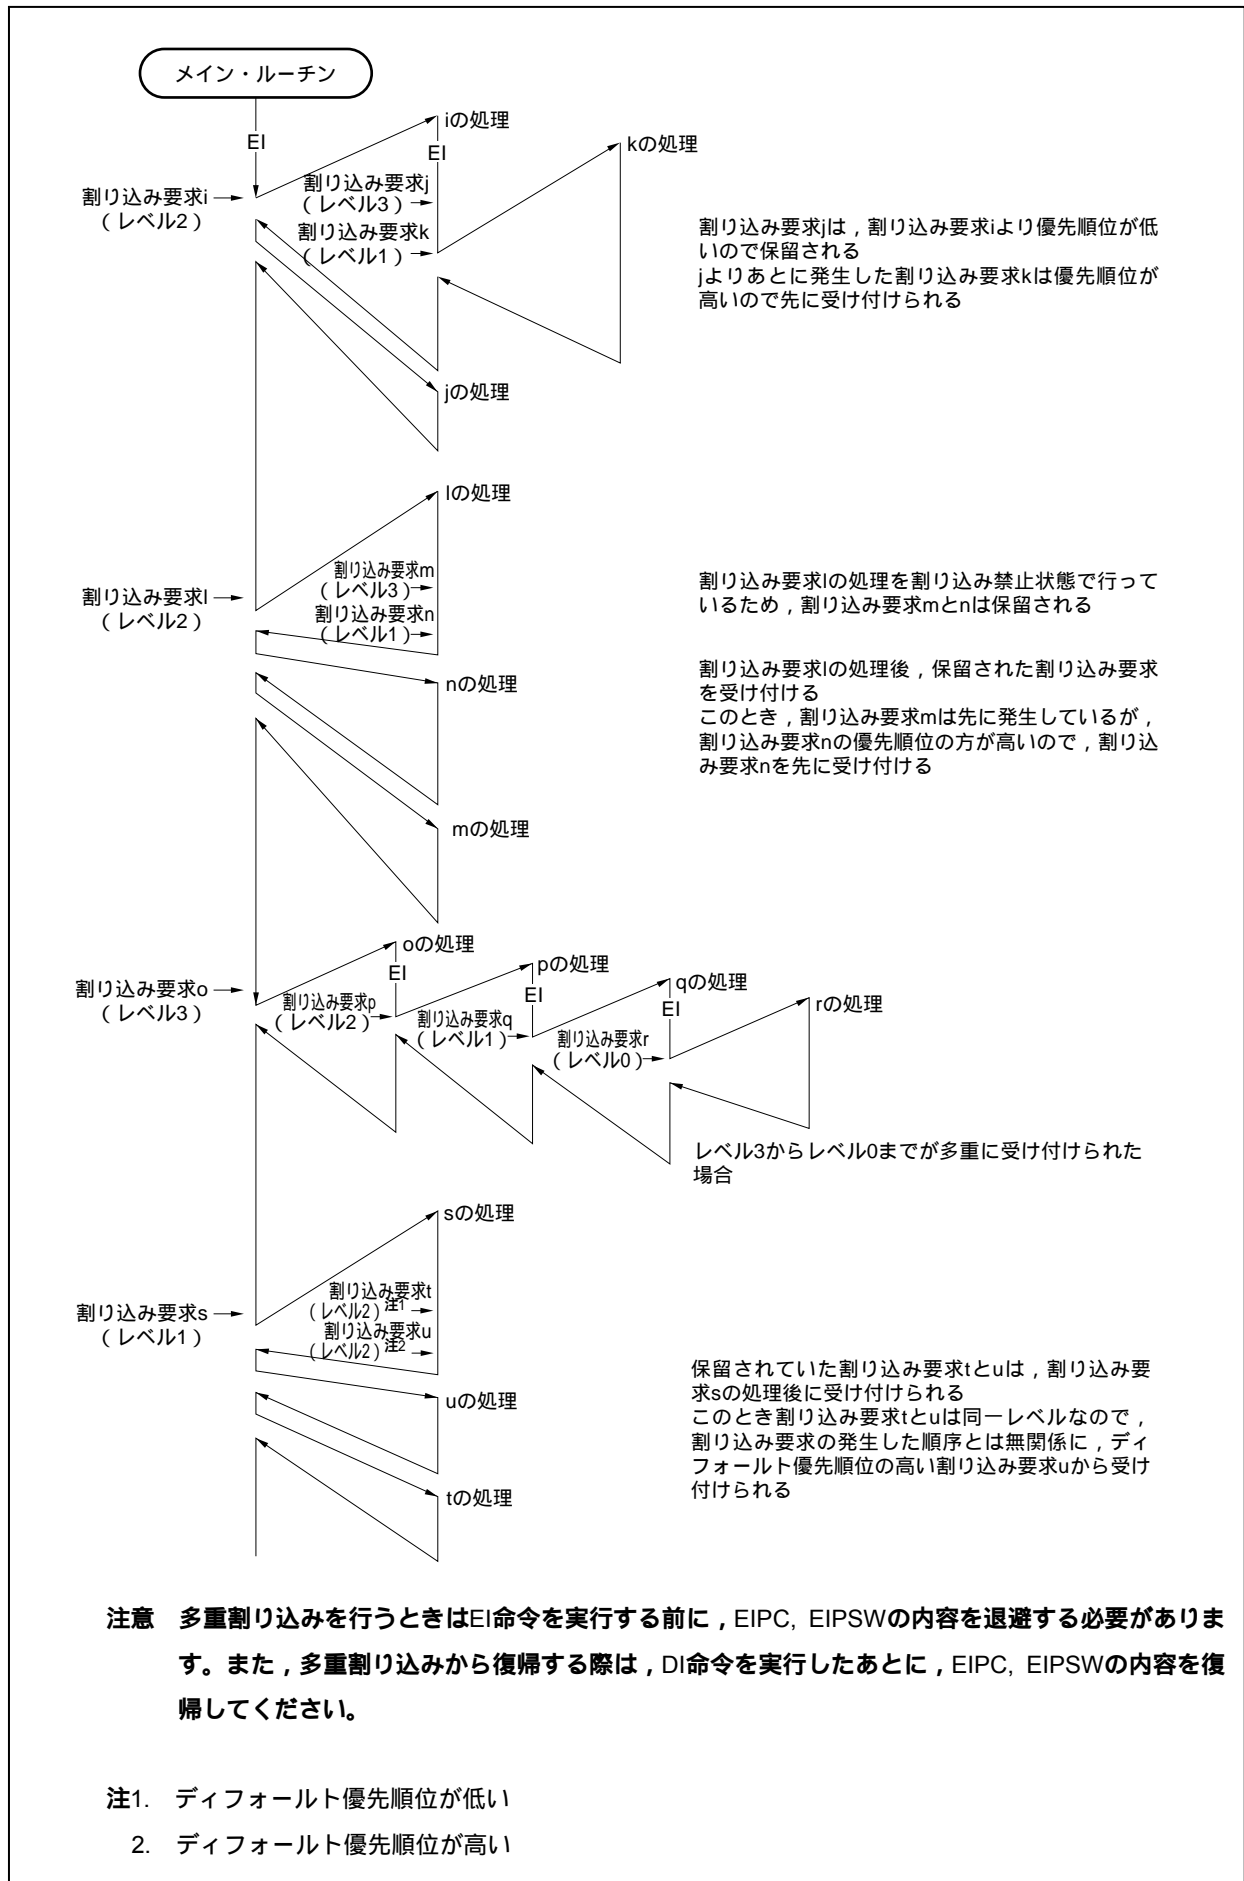 メイン・ルーチン
EI
iの処理
EI
kの処理
割り込み要求i
（レベル2）
割り込み要求j
（レベル3）
割り込み要求k
（レベル1）
割り込み要求jは，割り込み要求iより優先順位が低
いので保留される
jよりあとに発生した割り込み要求kは優先順位が
高いので先に受け付けられる
jの処理
lの処理
割り込み要求l
（レベル2）
割り込み要求m
（レベル3）
割り込み要求n
（レベル1）
割り込み要求lの処理を割り込み禁止状態で行って
いるため，割り込み要求mとnは保留される
nの処理
割り込み要求lの処理後，保留された割り込み要求
を受け付ける
このとき，割り込み要求mは先に発生しているが，
割り込み要求nの優先順位の方が高いので，割り込
み要求nを先に受け付ける
mの処理
oの処理
EI
pの処理
EI
qの処理
EI
rの処理
割り込み要求o
（レベル3）
割り込み要求p
（レベル2）
割り込み要求q
（レベル1）
割り込み要求r
（レベル0）
レベル3からレベル0までが多重に受け付けられた
場合
sの処理
割り込み要求s
（レベル1）
割り込み要求t
（レベル2）注1
割り込み要求u
（レベル2）注2
uの処理
tの処理
保留されていた割り込み要求tとuは，割り込み要
求sの処理後に受け付けられる
このとき割り込み要求tとuは同一レベルなので，
割り込み要求の発生した順序とは無関係に，ディ
フォールト優先順位の高い割り込み要求uから受け
付けられる
注意　多重割り込みを行うときはEI命令を実行する前に，EIPC, EIPSWの内容を退避する必要がありま
す。また，多重割り込みから復帰する際は，DI命令を実行したあとに，EIPC, EIPSWの内容を復
帰してください。
注1.　ディフォールト優先順位が低い
2.　ディフォールト優先順位が高い